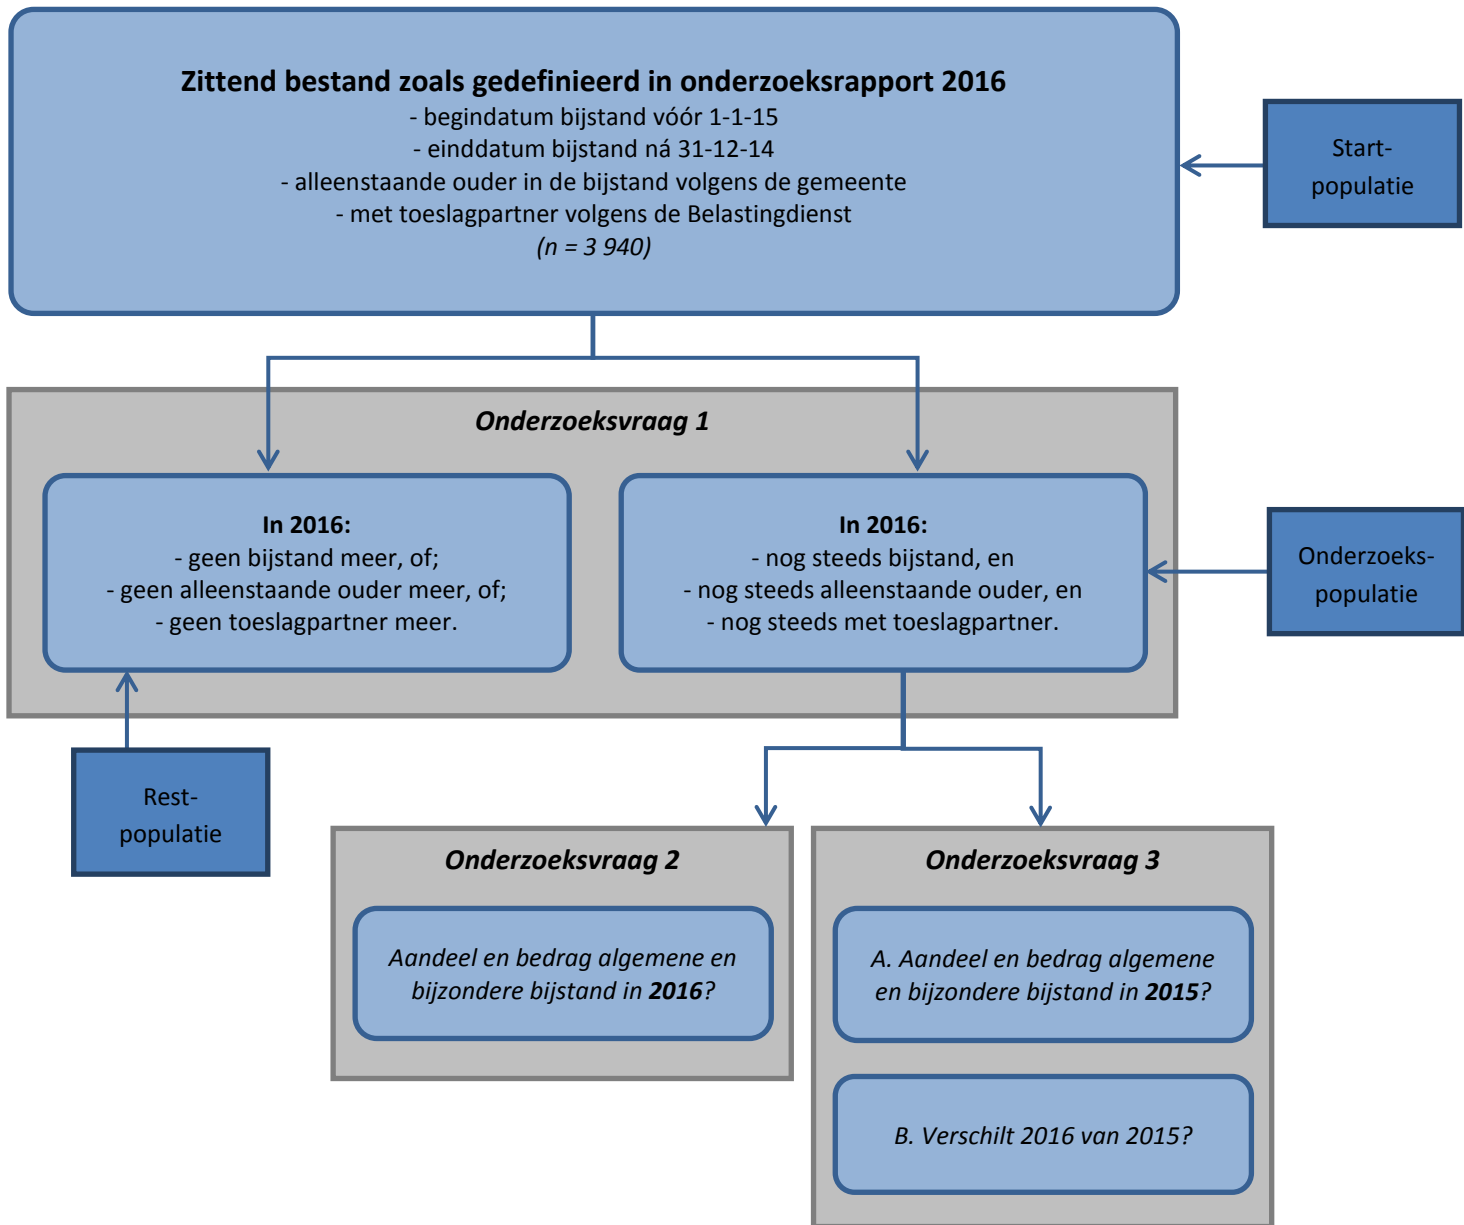 Zittend bestand zoals gedefinieerd in onderzoeksrapport 2016
- begindatum bijstand vóór 1-1-15
- einddatum bijstand ná 31-12-14
- alleenstaande ouder in de bijstand volgens de gemeente
- met toeslagpartner volgens de Belastingdienst
(n = 3 940)
Start-
populatie
Onderzoeksvraag 1
In 2016:
- geen bijstand meer, of;
- geen alleenstaande ouder meer, of;
- geen toeslagpartner meer.
In 2016:
- nog steeds bijstand, en
- nog steeds alleenstaande ouder, en
- nog steeds met toeslagpartner.
Onderzoeks-
populatie
Rest-
populatie
Onderzoeksvraag 2
Aandeel en bedrag algemene en
bijzondere bijstand in 2016?
Onderzoeksvraag 3
A. Aandeel en bedrag algemene
en bijzondere bijstand in 2015?
B. Verschilt 2016 van 2015?